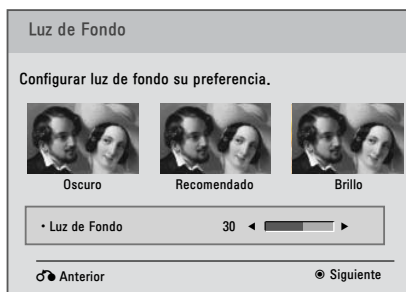 Luz de Fondo
Configurar luz de fondo su preferencia.
Oscuro Recomendado Brillo
• Luz de Fondo 30 ◄ ►
Anterior ◉ Siguiente